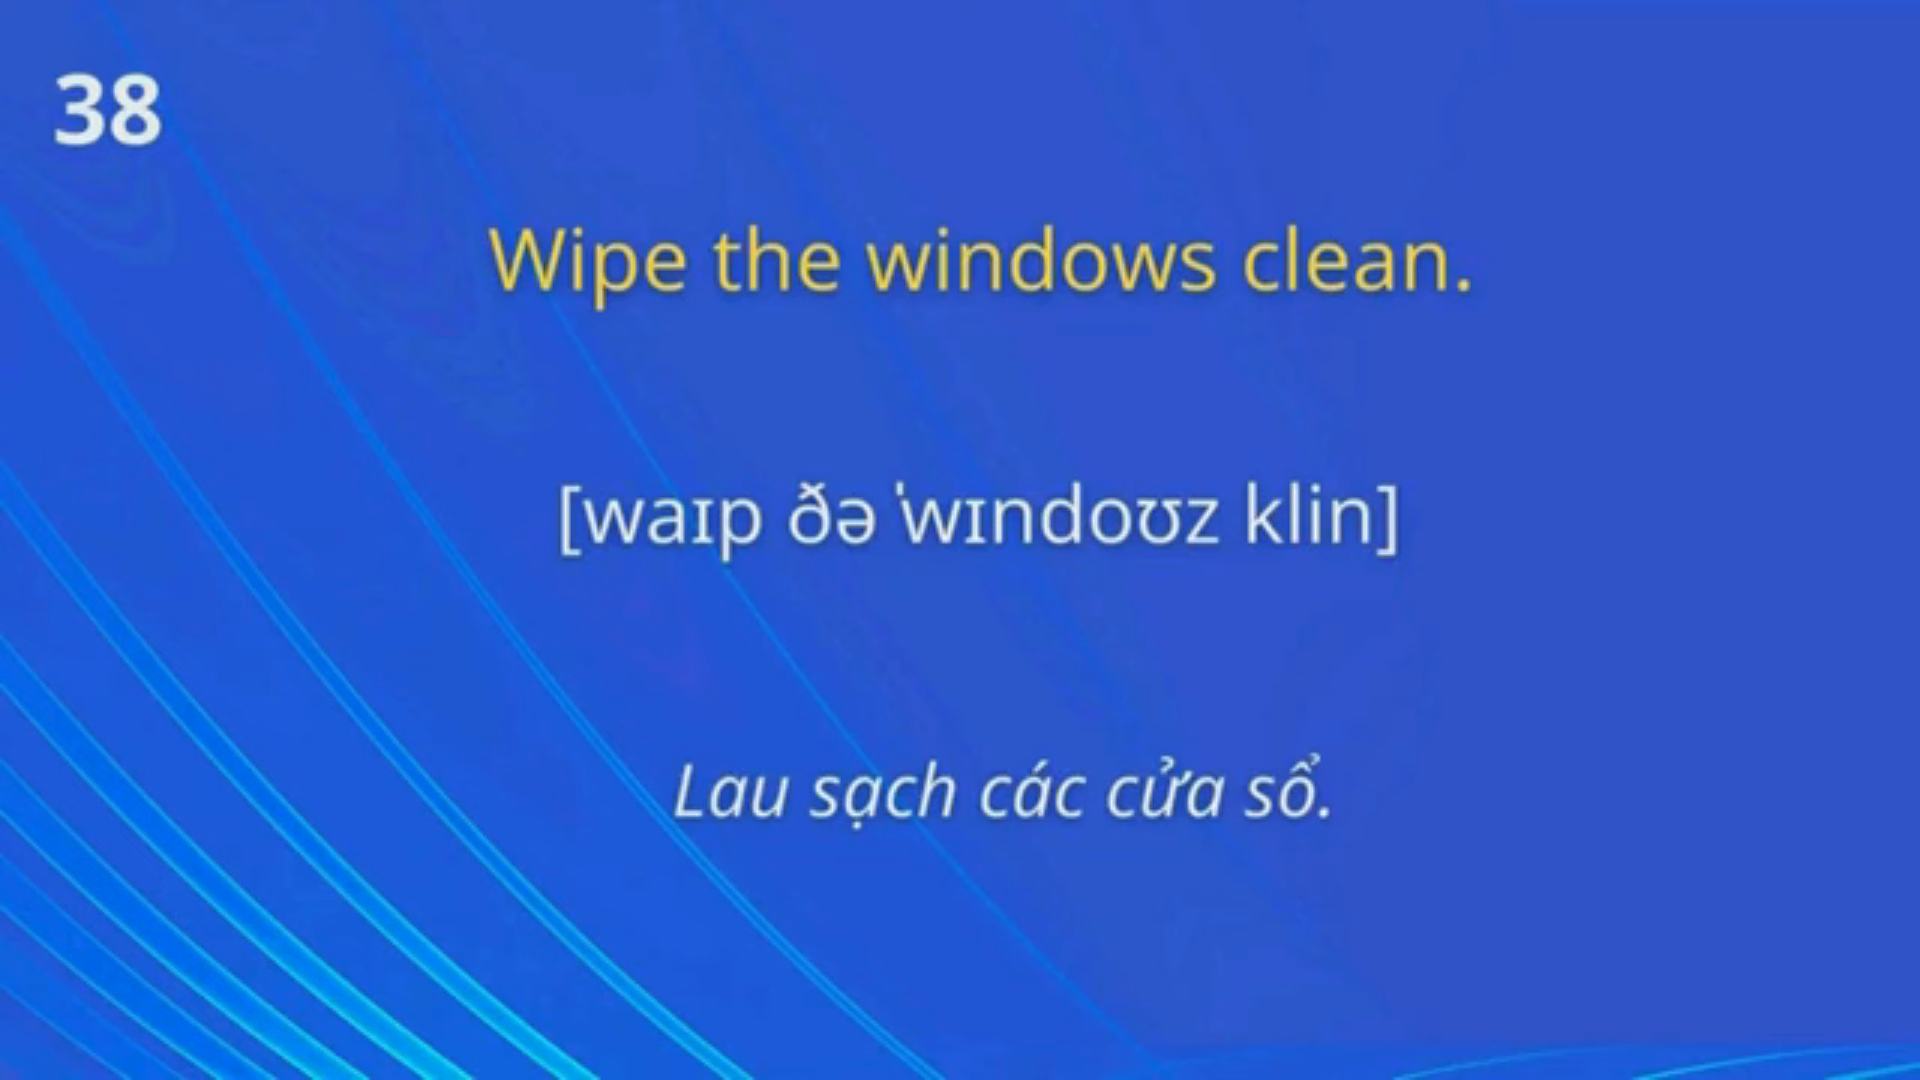 38
Wipe the windows clean.
[waɪp ðə ˈwɪndoʊz klin]
Lau sạch các cửa sổ.